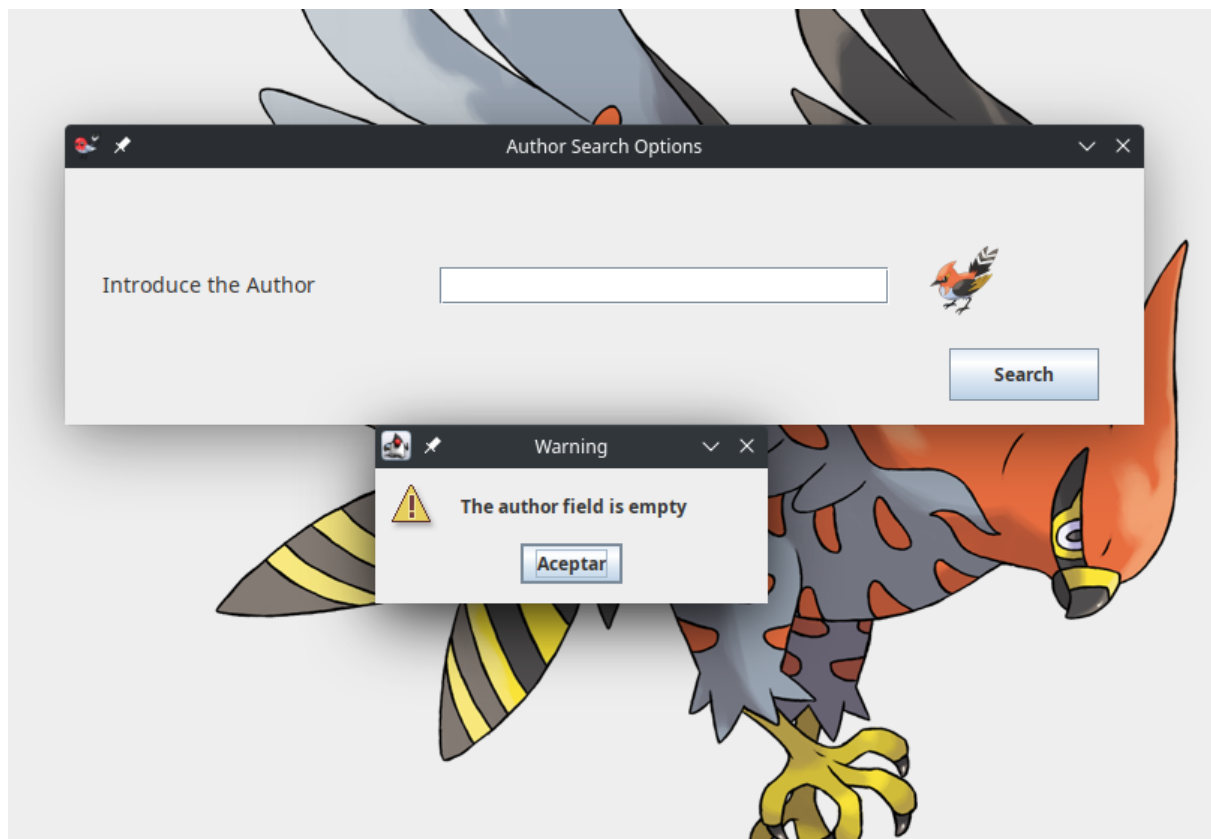 Author Search Options
Introduce the Author
Search
Warning
The author field is empty
Aceptar